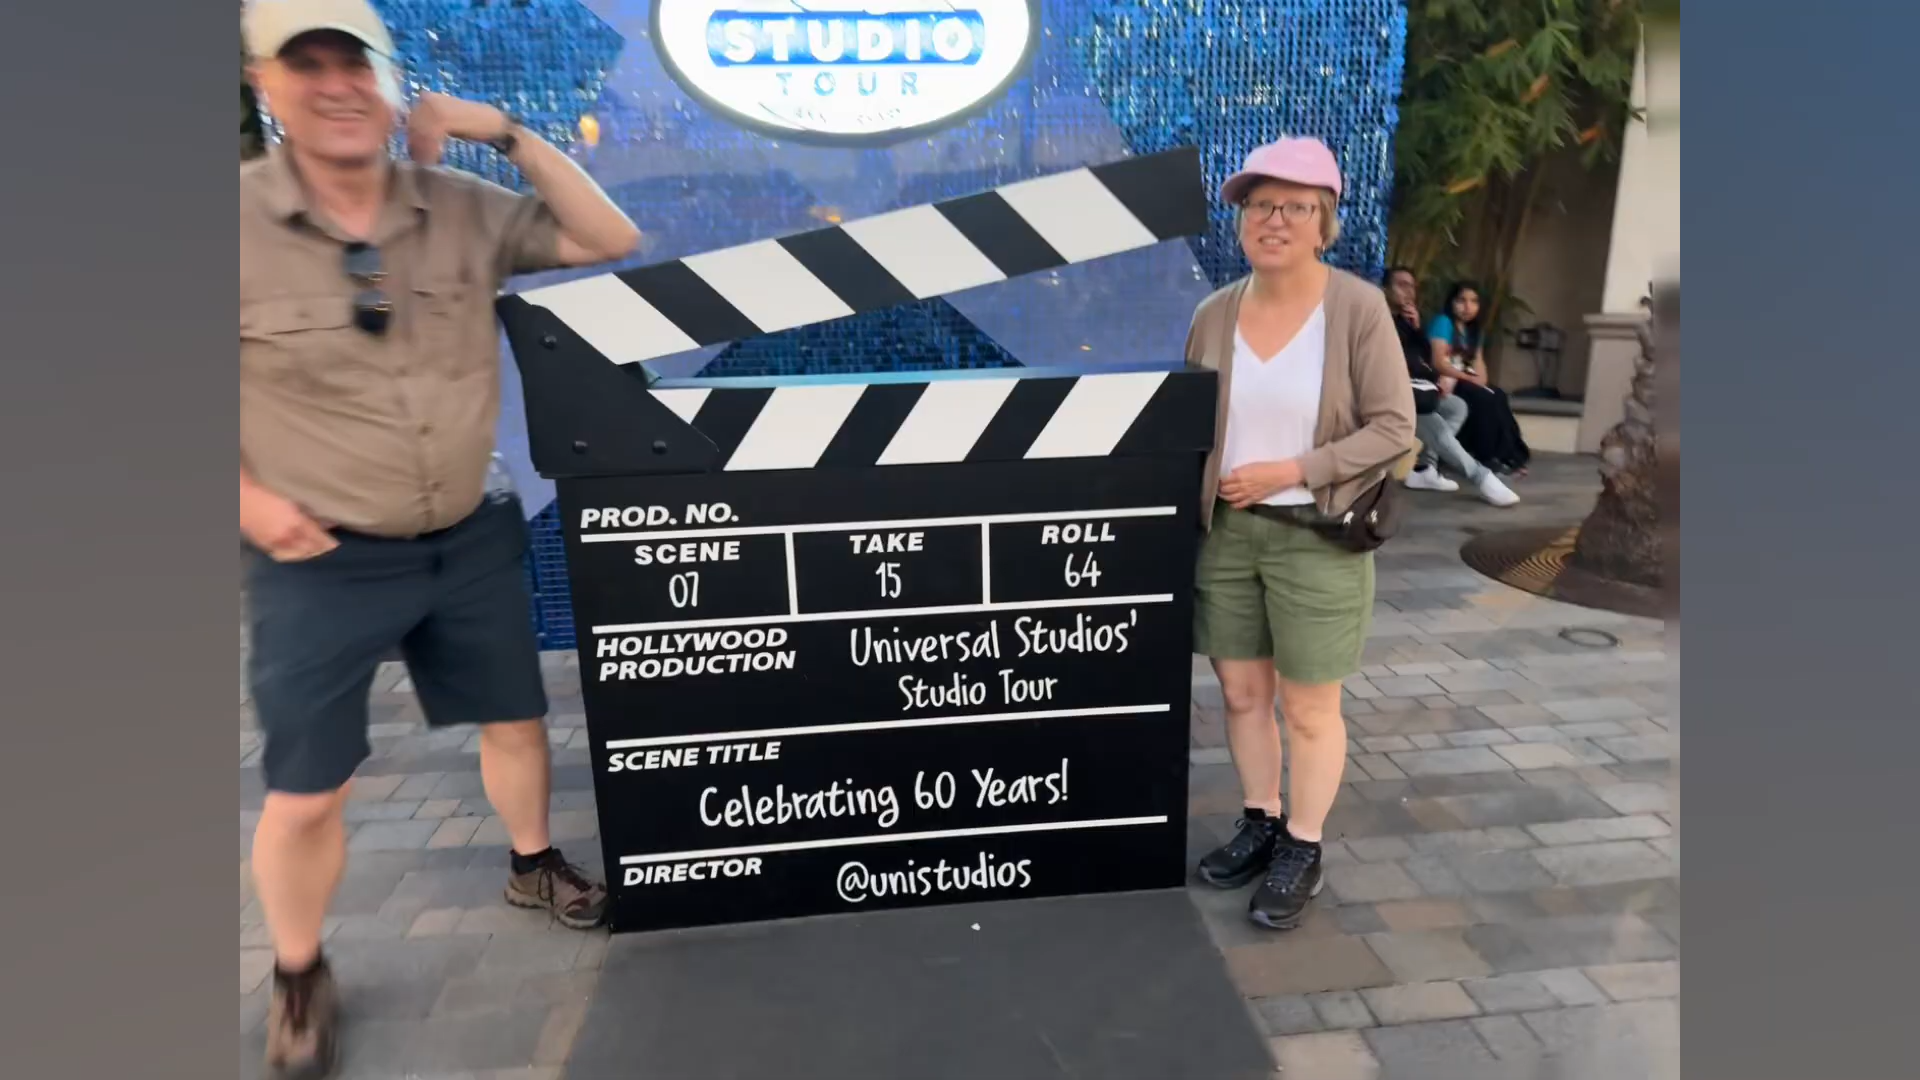 STUDIO
TOUR
PROD. NO.
SCENE TAKE ROLL
07 15 64
HOLLYWOOD
PRODUCTION
Universal Studios'
Studio Tour
SCENE TITLE
Celebrating 60 Years!
DIRECTOR
@unistudios